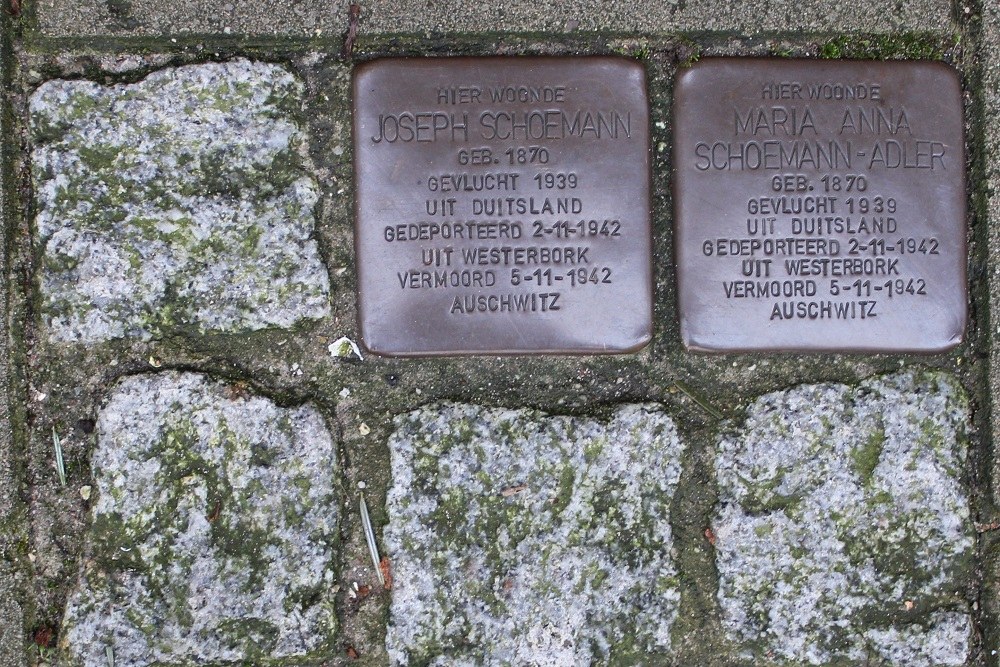 HIER WOONDE
JOSEPH SCHOEMANN
GEB. 1870
GEVLUCHT 1939
UIT DUITSLAND
GEDEPORTEERD 2-11-1942
UIT WESTERBORK
VERMOORD 5-11-1942
AUSCHWITZ
HIER WOONDE
MARIA ANNA
SCHOEMANN-ADLER
GEB. 1870
GEVLUCHT 1939
UIT DUITSLAND
GEDEPORTEERD 2-11-1942
UIT WESTERBORK
VERMOORD 5-11-1942
AUSCHWITZ